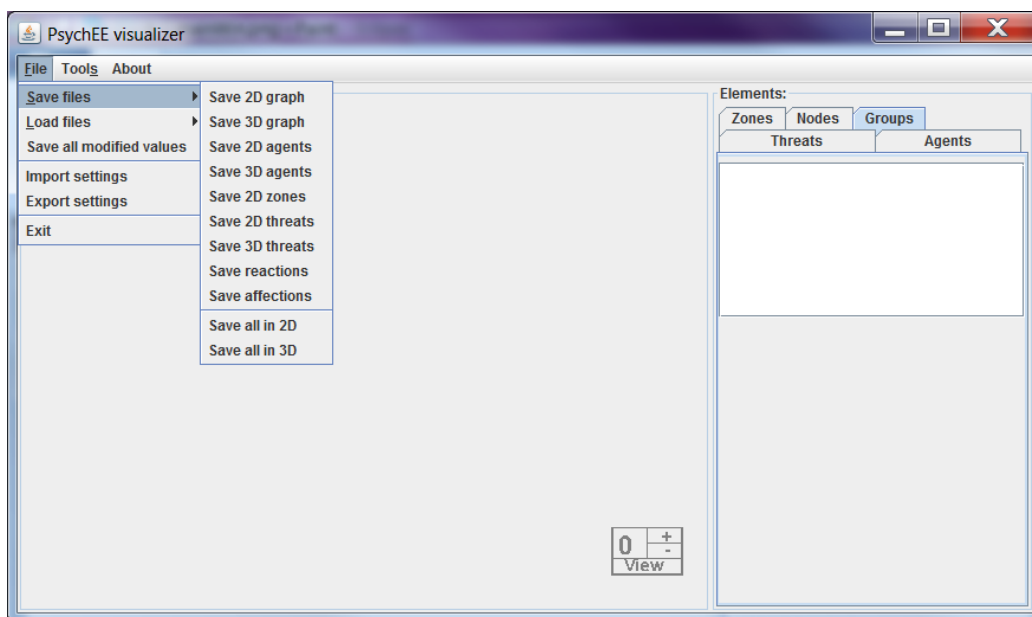 PsychEE visualizer
File Tools About
Save files
Load files
Save all modified values
Import settings
Export settings
Exit
Save 2D graph
Save 3D graph
Save 2D agents
Save 3D agents
Save 2D zones
Save 2D threats
Save 3D threats
Save reactions
Save affections
Save all in 2D
Save all in 3D
Elements:
Zones Nodes Groups
Threats Agents
0 + -
View